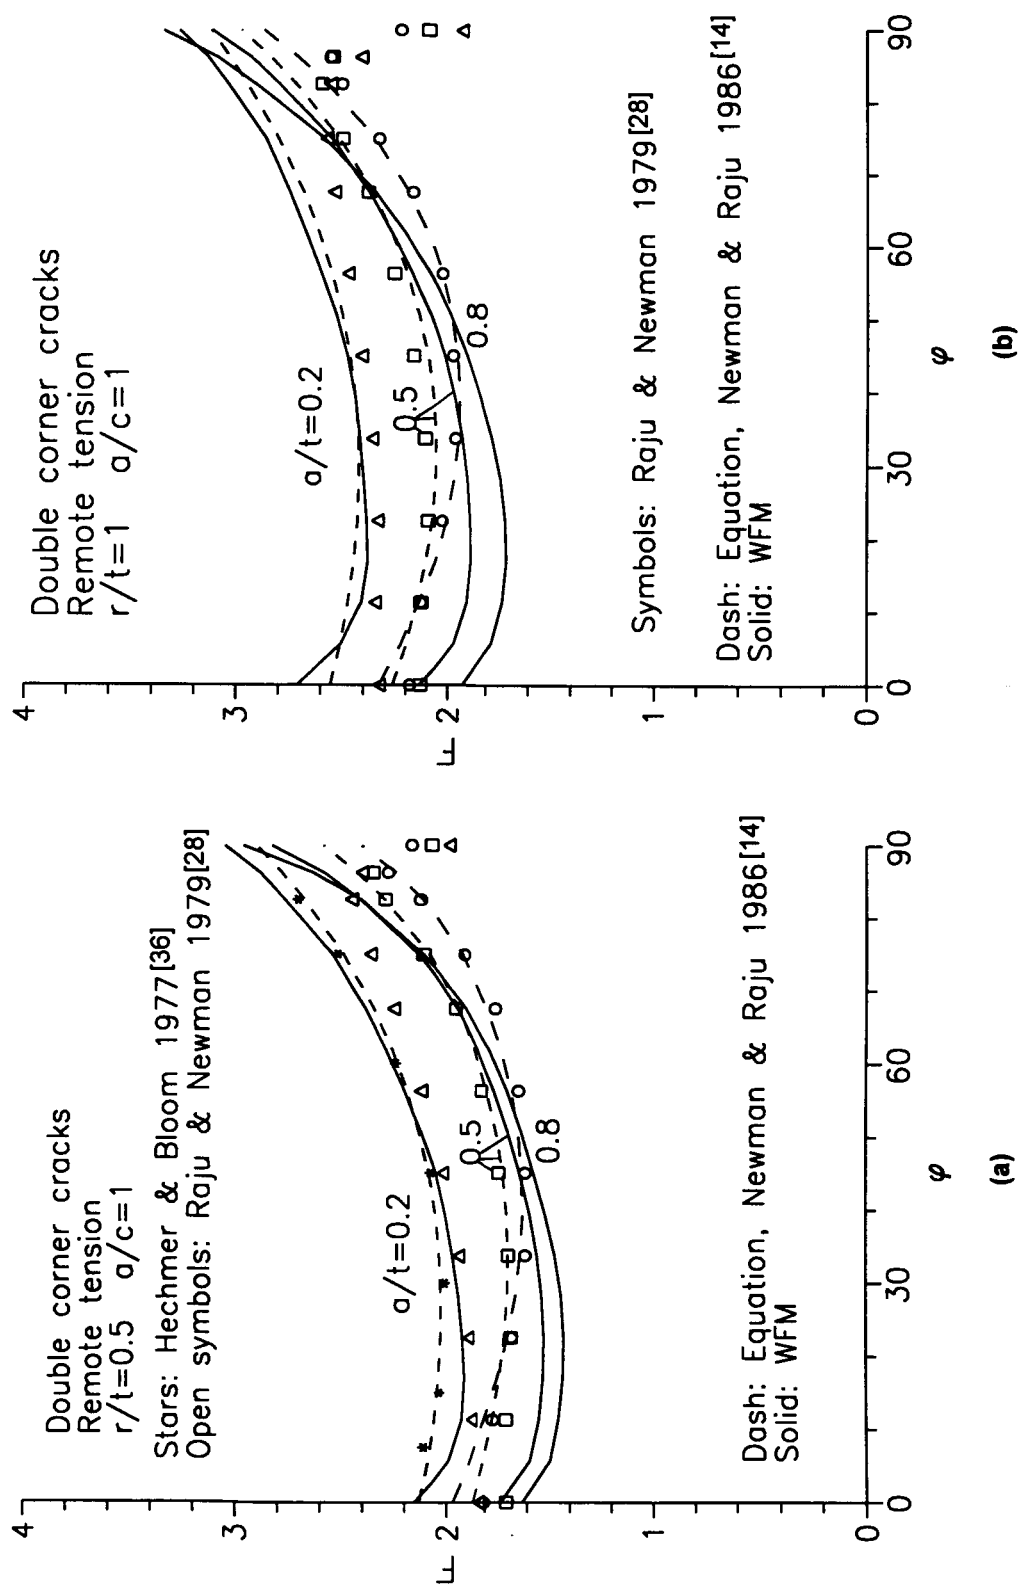 Double corner cracks
Remote tension
r/t=0.5 a/c=1
Stars: Hechmer & Bloom 1977[36]
Open symbols: Raju & Newman 1979[28]
4
3
F 2
1
0
a/t=0.2
0.5
0.8
Dash: Equation, Newman & Raju 1986[14]
Solid: WFM
0 30 60 90
φ
(a)
Double corner cracks
Remote tension
r/t=1 a/c=1
4
3
F 2
1
0
a/t=0.2
0.5
0.8
Symbols: Raju & Newman 1979[28]
Dash: Equation, Newman & Raju 1986[14]
Solid: WFM
0 30 60 90
φ
(b)